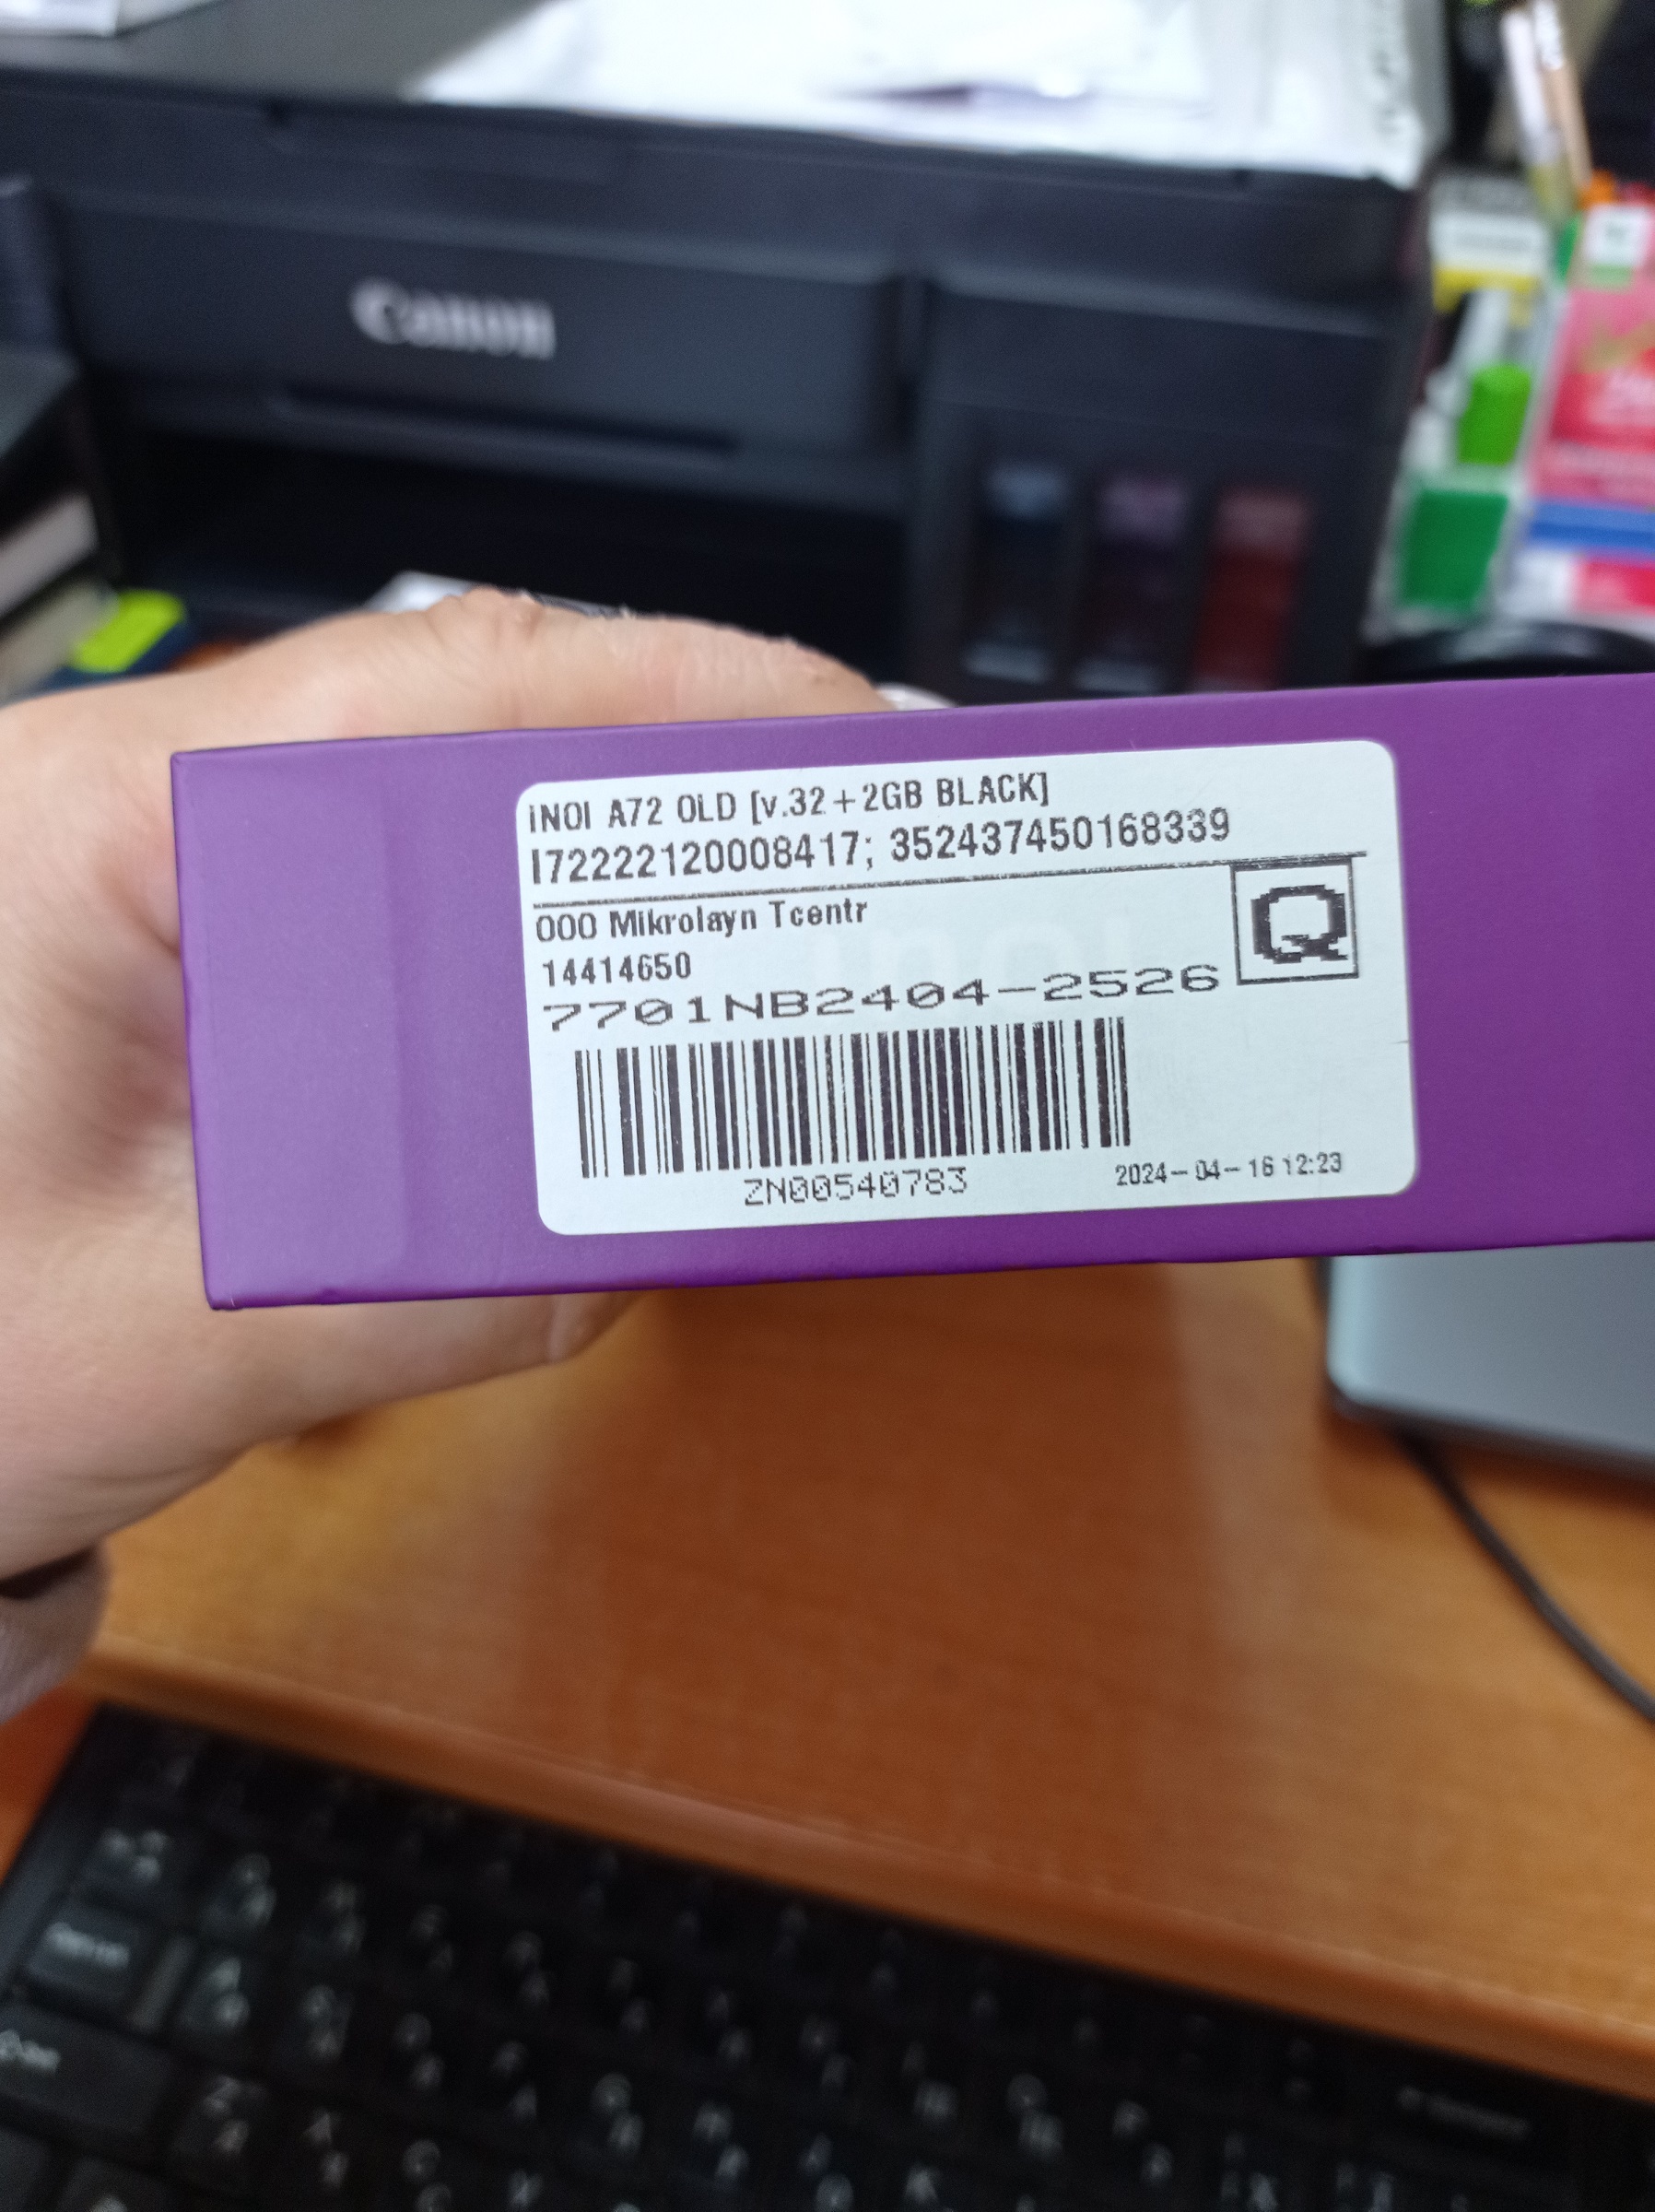 Canon
INOI A72 OLD [v.32+2GB BLACK]
I72222120008417; 352437450168339
OOO Mikrolayn Tcentr
14414650
Q
7701NB2404-2526
ZN00540783
2024-04-16 12:23